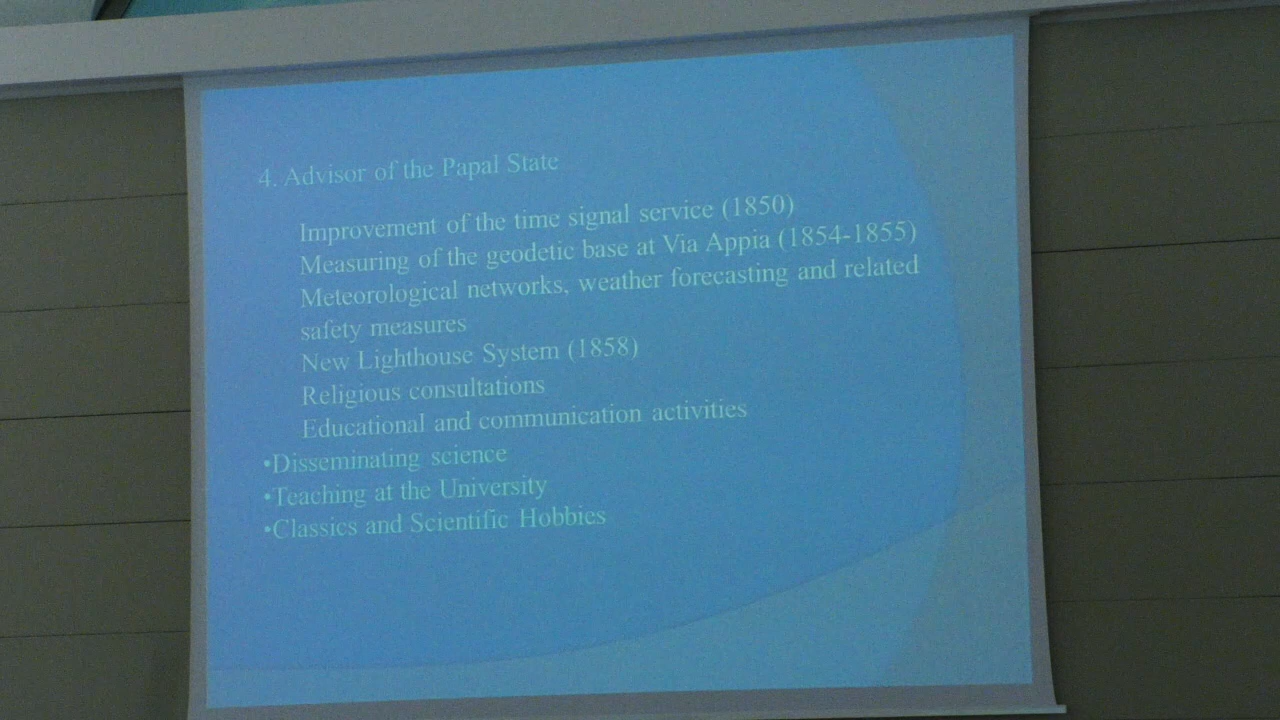 4. Advisor of the Papal State
Improvement of the time signal service (1850)
Measuring of the geodetic base at Via Appia (1854-1855)
Meteorological networks, weather forecasting and related
safety measures
New Lighthouse System (1858)
Religious consultations
Educational and communication activities
•Disseminating science
•Teaching at the University
•Classics and Scientific Hobbies